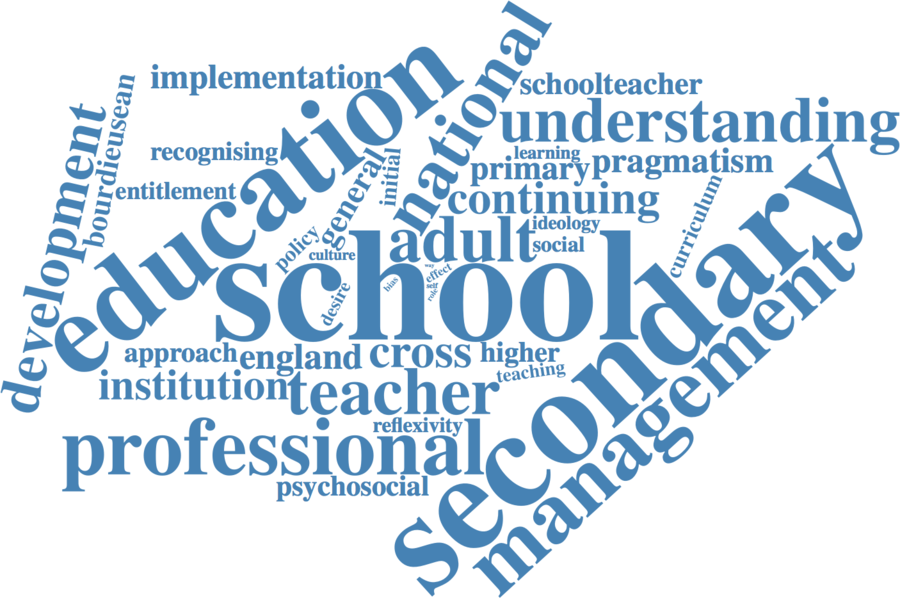 implementation
national
schoolteacher
education
understanding
development
bourdieusean
recognising
general
initial
learning
primary
pragmatism
entitlement
continuing
curriculum
policy
culture
adult
ideology
social
secondary
school
way
effect
self
role
bias
desire
approach
england
cross
higher
teaching
management
institution
teacher
reflexivity
professional
psychosocial